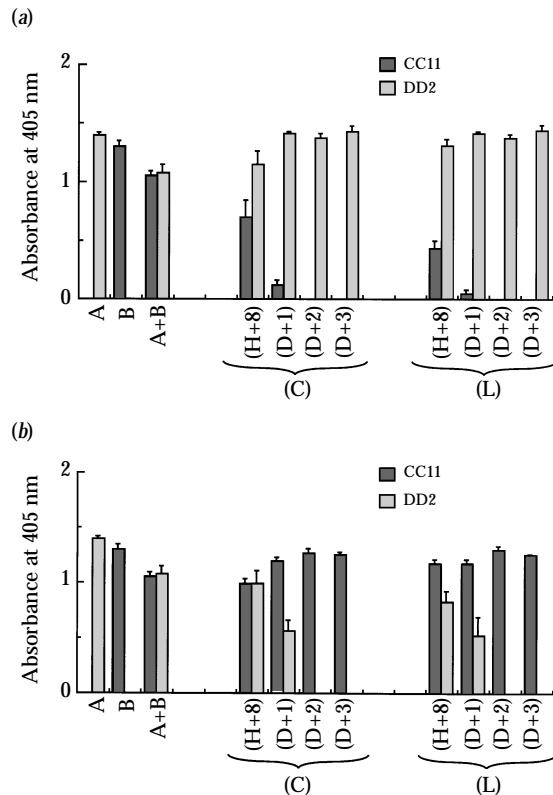 (a)
CC11
DD2
Absorbance at 405 nm
2
1
0
A
B
A+B
(H+8)
(D+1)
(D+2)
(D+3)
(H+8)
(D+1)
(D+2)
(D+3)
(C)
(L)
(b)
CC11
DD2
Absorbance at 405 nm
2
1
0
A
B
A+B
(H+8)
(D+1)
(D+2)
(D+3)
(H+8)
(D+1)
(D+2)
(D+3)
(C)
(L)